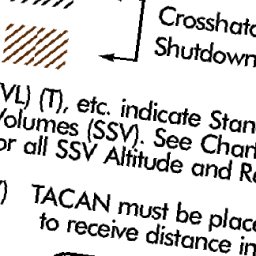 Crosshatc
Shutdown
VL) (T), etc. indicate Stan
Volumes (SSV). See Chart
or all SSV Altitude and Ra
TACAN must be place
to receive distance in